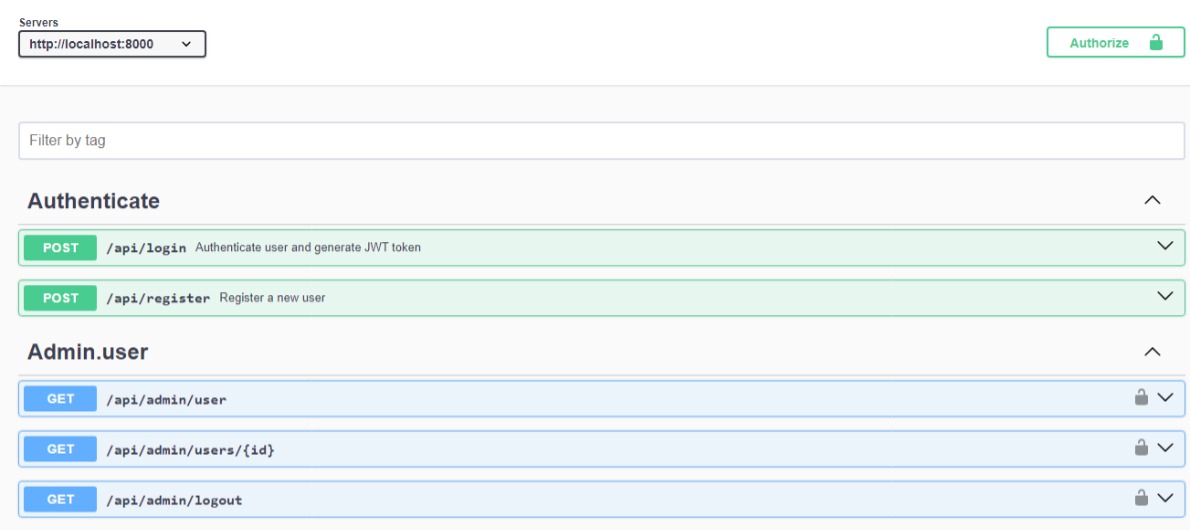 Servers
http://localhost:8000
Authorize
Filter by tag
Authenticate
POST /api/login Authenticate user and generate JWT token
POST /api/register Register a new user
Admin.user
GET /api/admin/user
GET /api/admin/users/{id}
GET /api/admin/logout